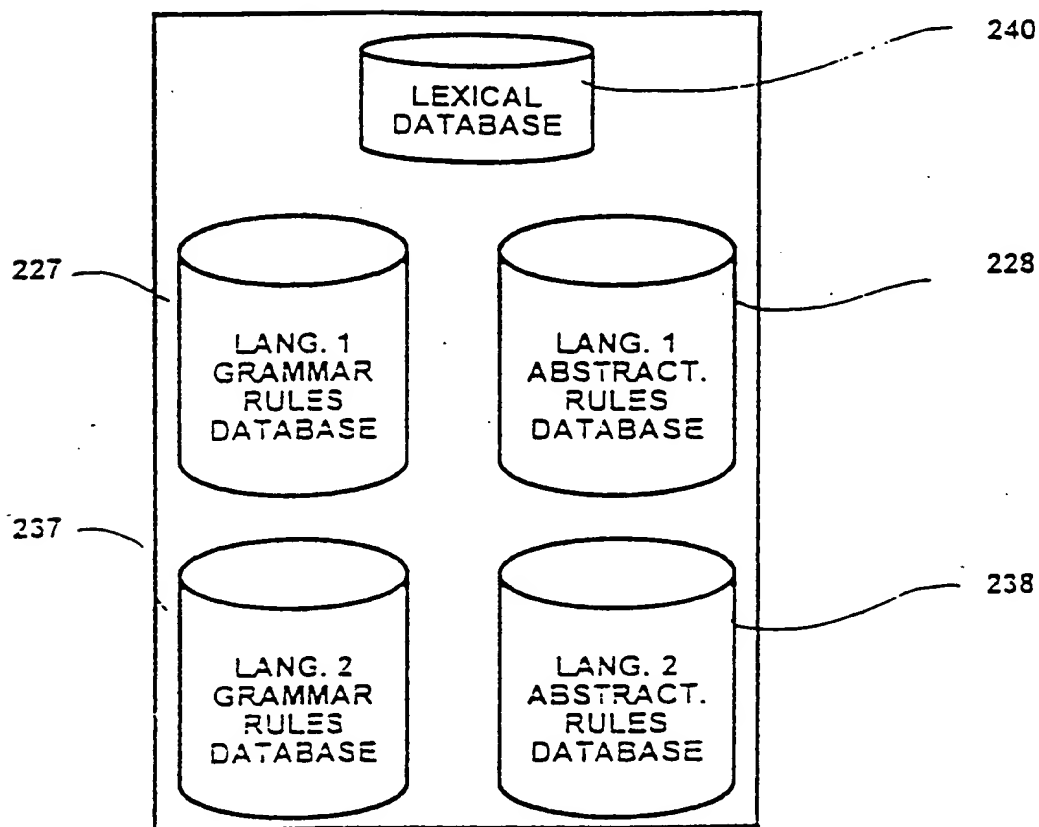 240
LEXICAL
DATABASE
227
228
LANG. 1
GRAMMAR
RULES
DATABASE
LANG. 1
ABSTRACT.
RULES
DATABASE
237
238
LANG. 2
GRAMMAR
RULES
DATABASE
LANG. 2
ABSTRACT.
RULES
DATABASE